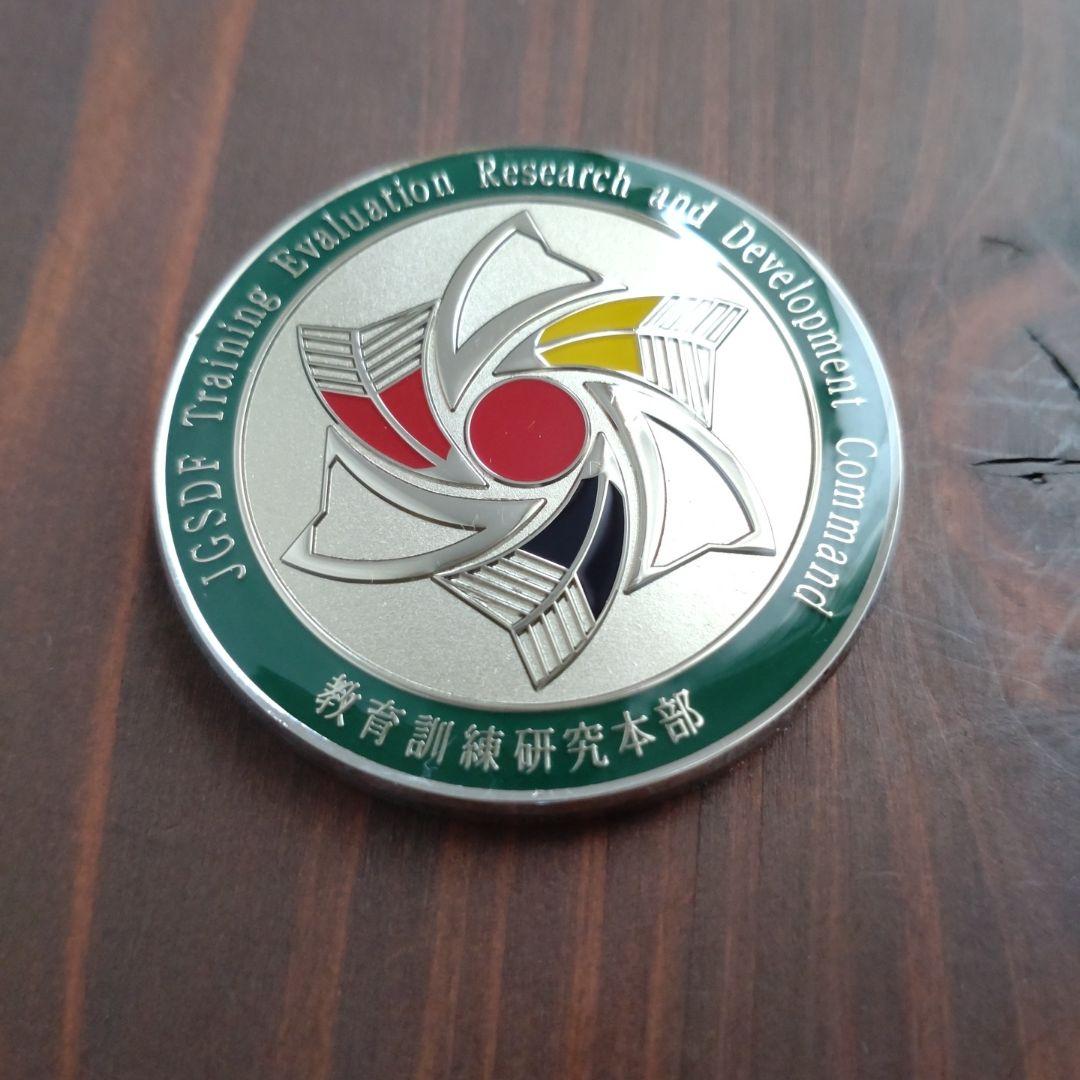 JGSDF Training Evaluation Research and Development Command
教育訓練研究本部